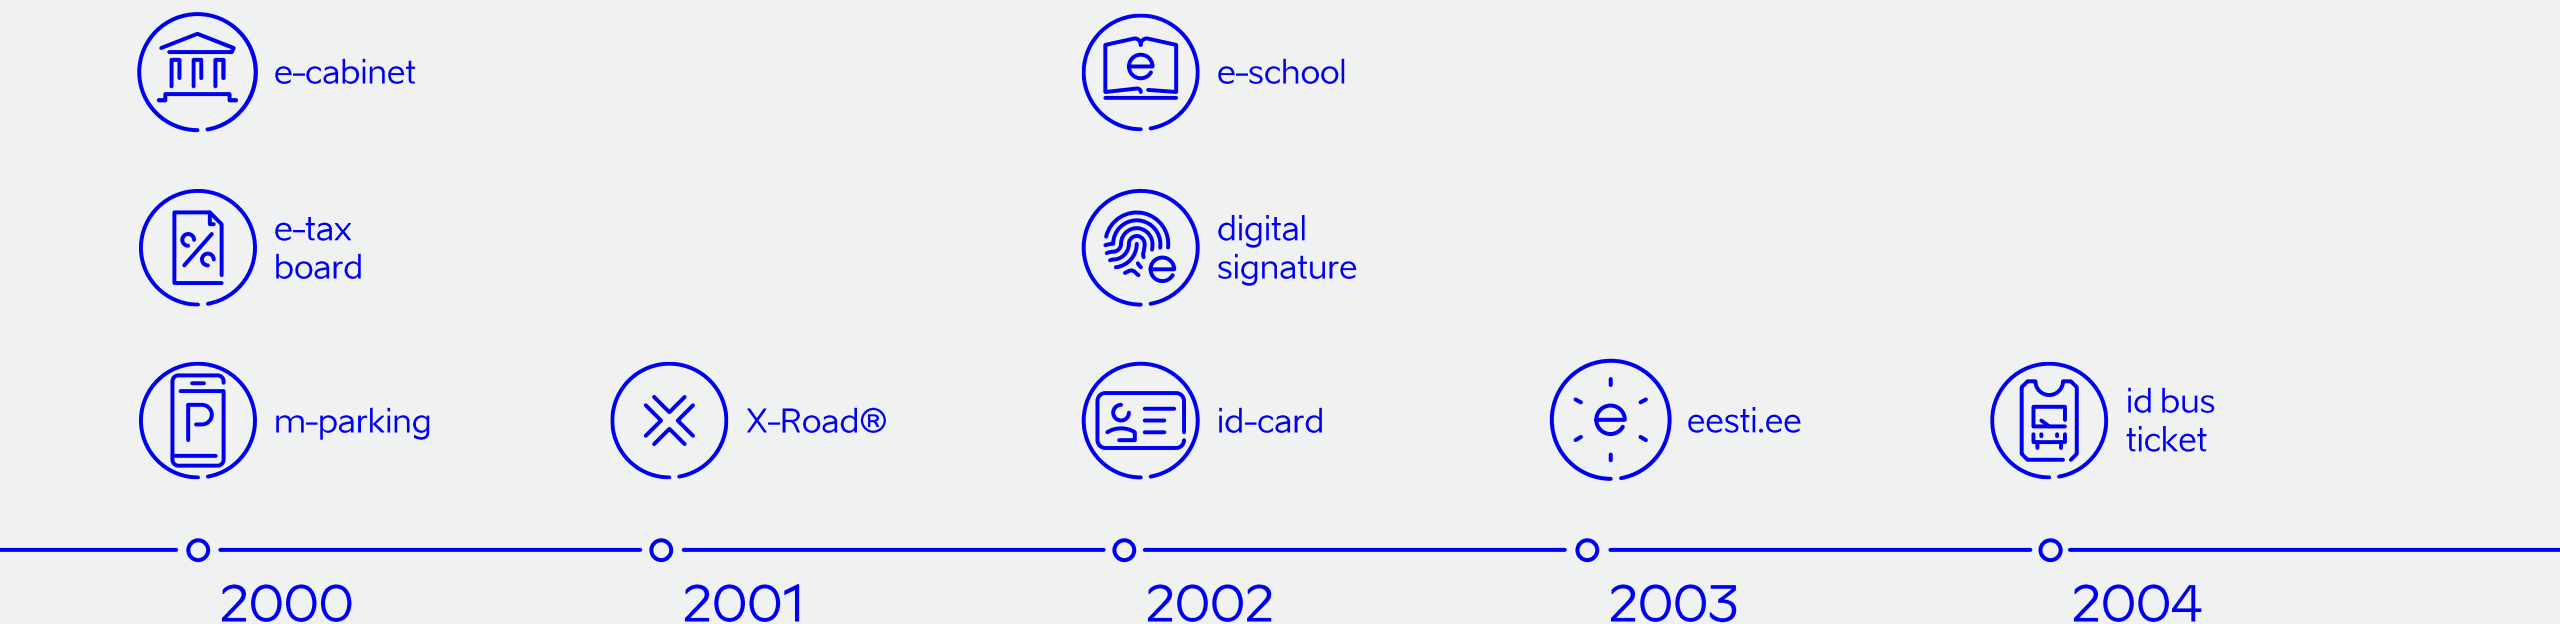 e-cabinet
e-school
e-tax
board
digital
signature
m-parking
X-Road®
id-card
eesti.ee
id bus
ticket
2000
2001
2002
2003
2004